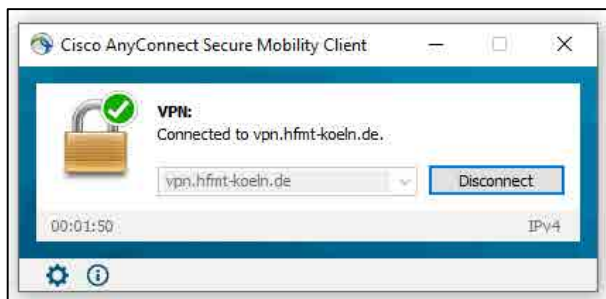 Cisco AnyConnect Secure Mobility Client
VPN:
Connected to vpn.hfmt-koeln.de.
vpn.hfmt-koeln.de
Disconnect
00:01:50
IPv4